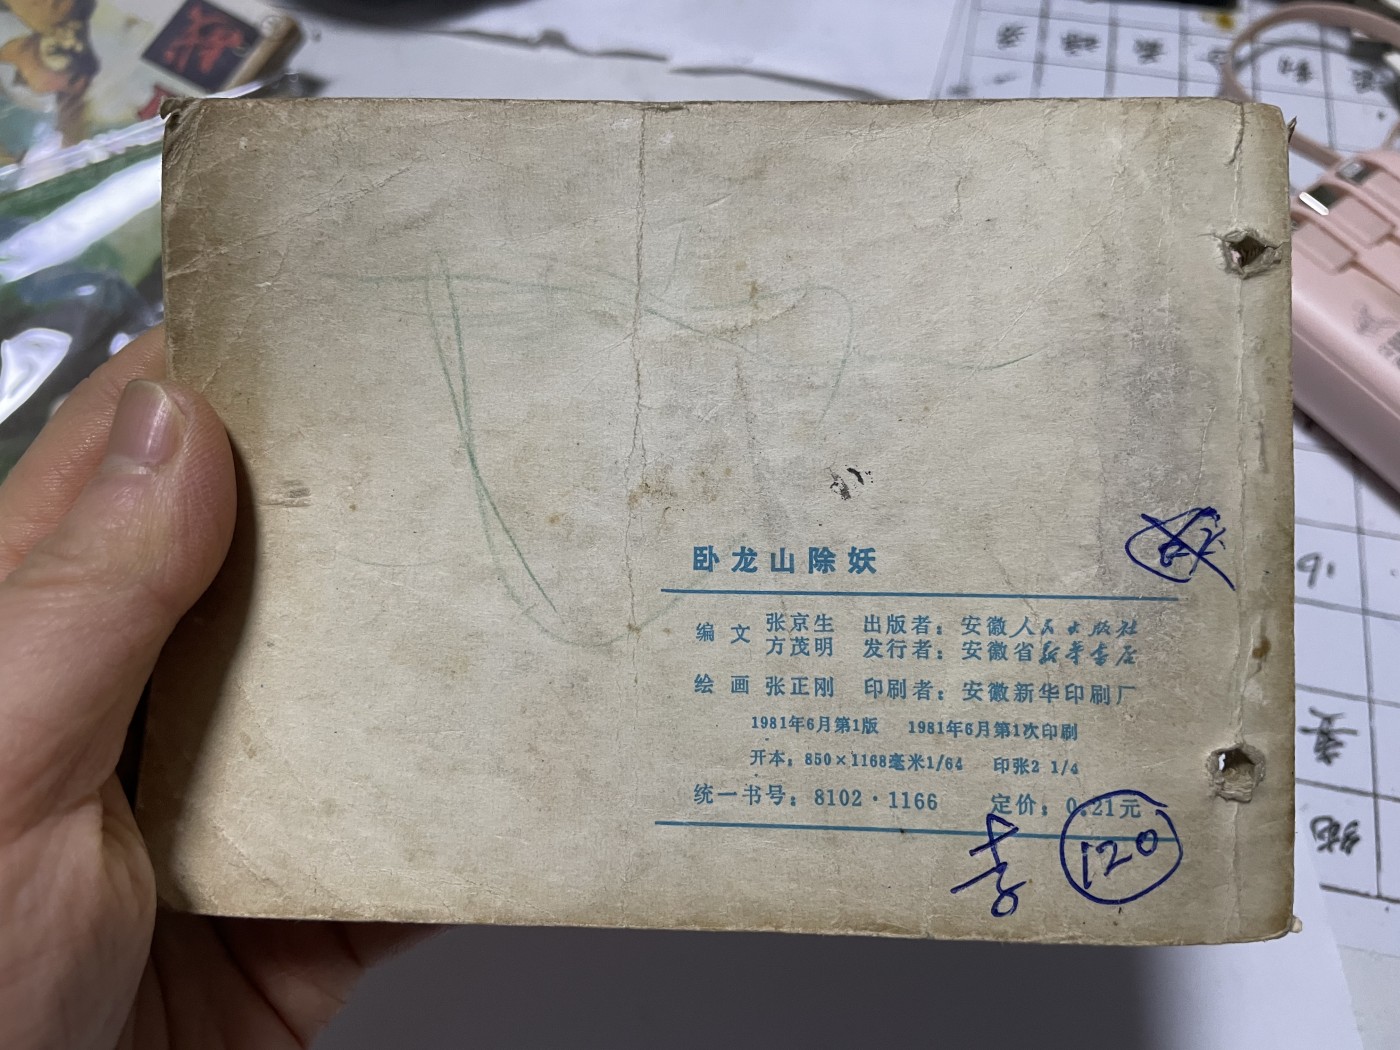 卧龙山除妖
编文 张京生 出版者：安徽人民出版社
方茂明 发行者：安徽省新华书店
绘画 张正刚 印刷者：安徽新华印刷厂
1981年6月第1版 1981年6月第1次印刷
开本：850×1168毫米1/64 印张2 1/4
统一书号：8102·1166 定价：0.21元
120